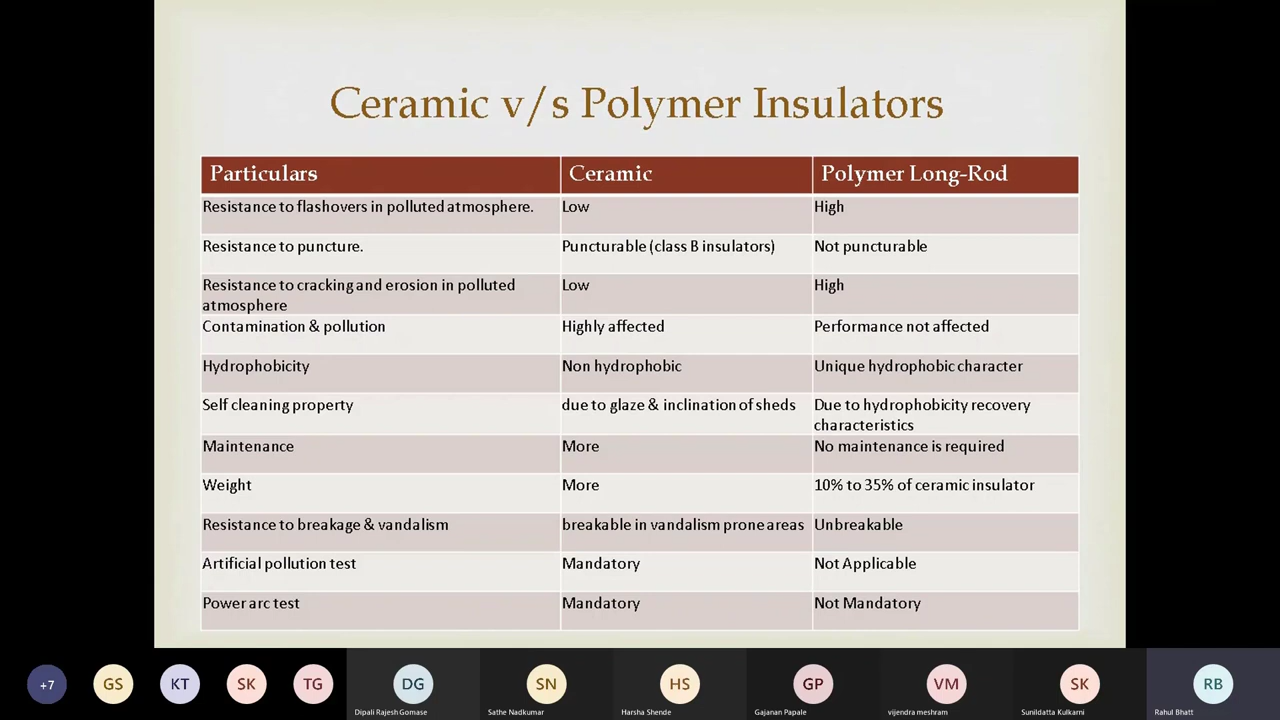 Ceramic v/s Polymer Insulators
Particulars Ceramic Polymer Long-Rod
Resistance to flashovers in polluted atmosphere. Low High
Resistance to puncture. Puncturable (class B insulators) Not puncturable
Resistance to cracking and erosion in polluted atmosphere Low High
Contamination & pollution Highly affected Performance not affected
Hydrophobicity Non hydrophobic Unique hydrophobic character
Self cleaning property due to glaze & inclination of sheds Due to hydrophobicity recovery characteristics
Maintenance More No maintenance is required
Weight More 10% to 35% of ceramic insulator
Resistance to breakage & vandalism breakable in vandalism prone areas Unbreakable
Artificial pollution test Mandatory Not Applicable
Power arc test Mandatory Not Mandatory
+7 GS KT SK TG DG SN HS GP VM SK RB
Dipali Rajesh Gomase Sathe Nadkumar Harsha Shende Gajanan Papale vijendra meshram Sunildatta Kulkarni Rahul Bhatt